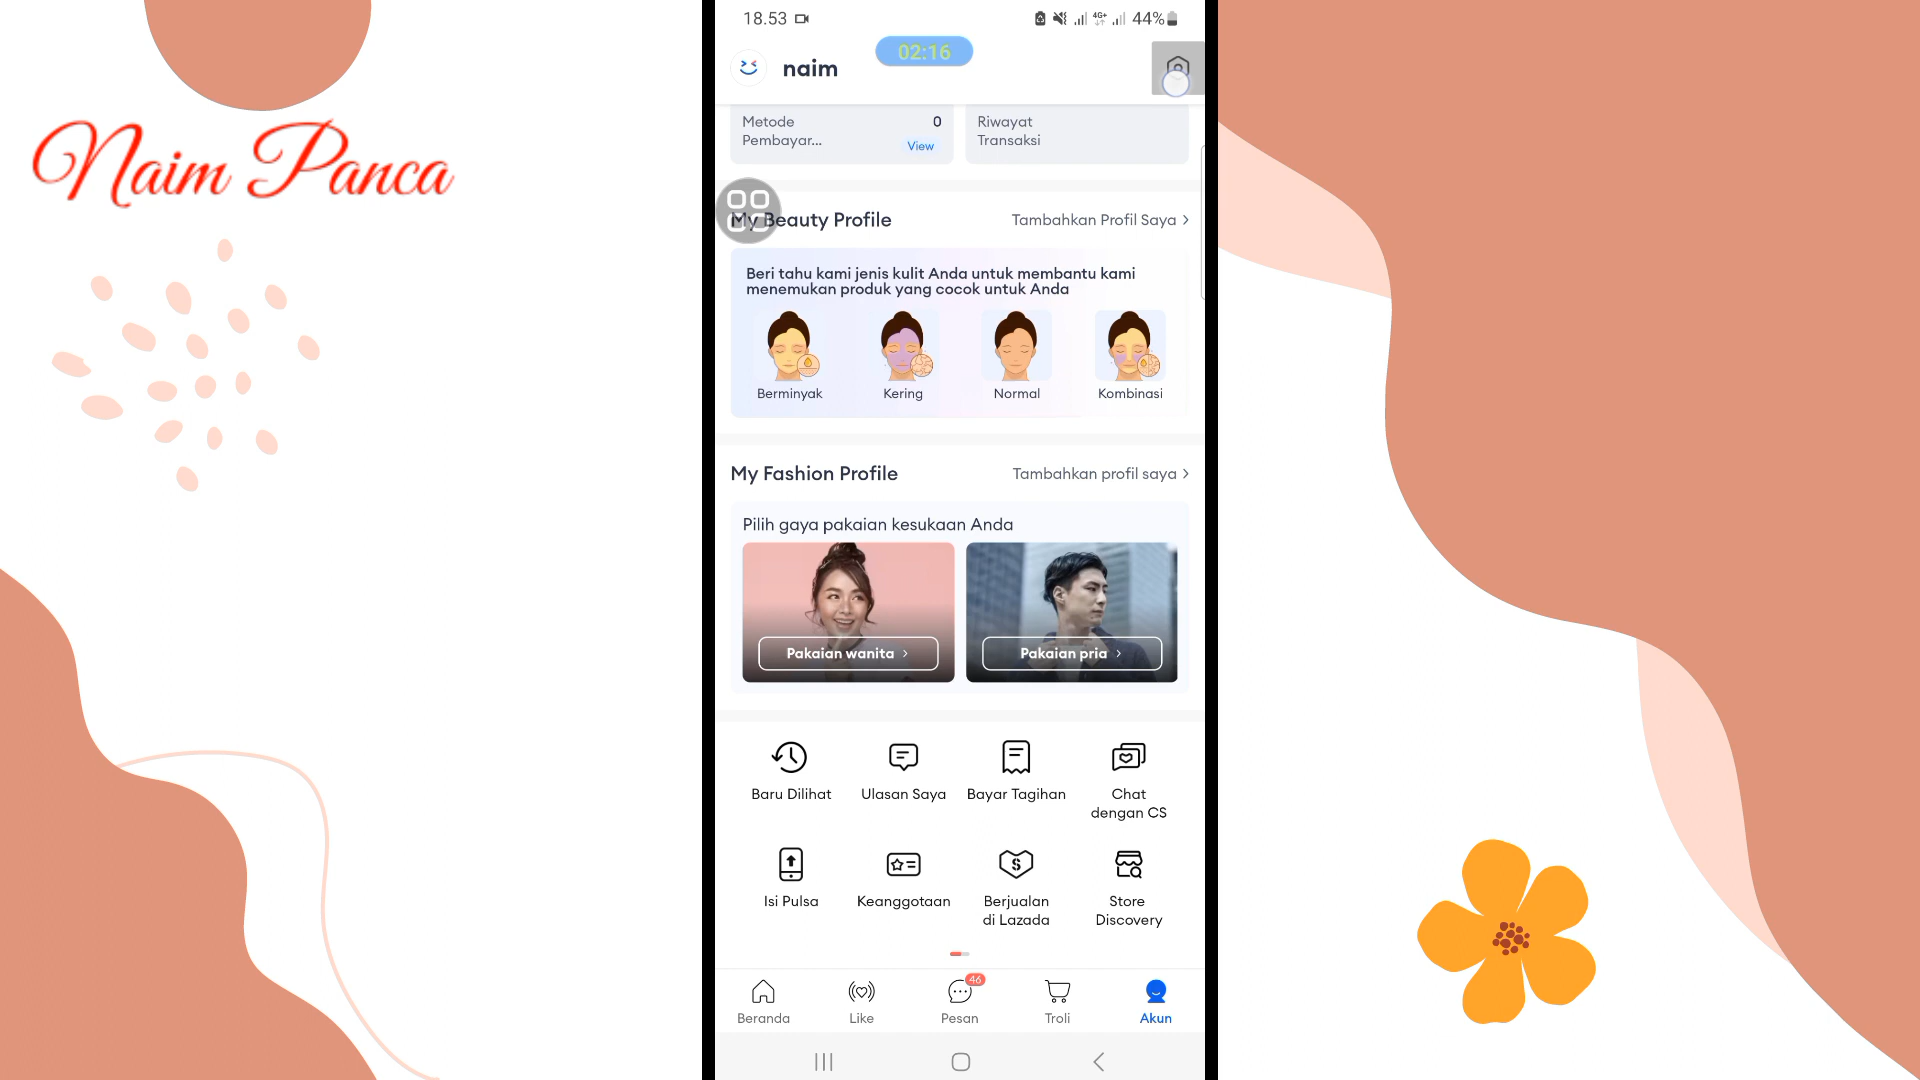 Naim Panca
18.53
4G+
44%
02:16
naim
Metode
Pembayar...
0
View
Riwayat
Transaksi
My Beauty Profile
Tambahkan Profil Saya
Beri tahu kami jenis kulit Anda untuk membantu kami
menemukan produk yang cocok untuk Anda
Berminyak
Kering
Normal
Kombinasi
My Fashion Profile
Tambahkan profil saya
Pilih gaya pakaian kesukaan Anda
Pakaian wanita
Pakaian pria
Baru Dilihat
Ulasan Saya
Bayar Tagihan
Chat
dengan CS
Isi Pulsa
Keanggotaan
Berjualan
di Lazada
Store
Discovery
46
Beranda
Like
Pesan
Troli
Akun